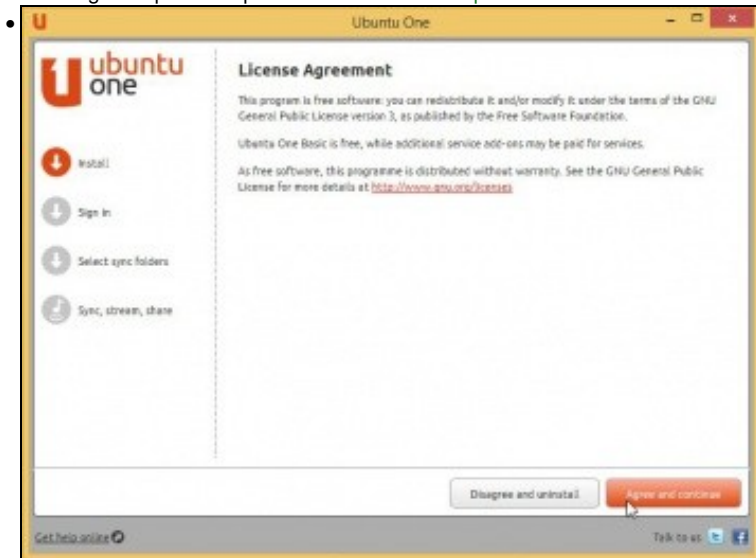 Ubuntu One
ubuntu
one
Install
Sign in
Select sync folders
Sync, stream, share
License Agreement
This program is free software: you can redistribute it and/or modify it under the terms of the GNU
General Public License version 3, as published by the Free Software Foundation.
Ubuntu One Basic is free, while additional service add-ons may be paid for services.
As free software, this programme is distributed without warranty. See the GNU General Public
License for more details at http://www.gnu.org/licenses
Disagree and uninstall
Agree and continue
Get help online
Talk to us